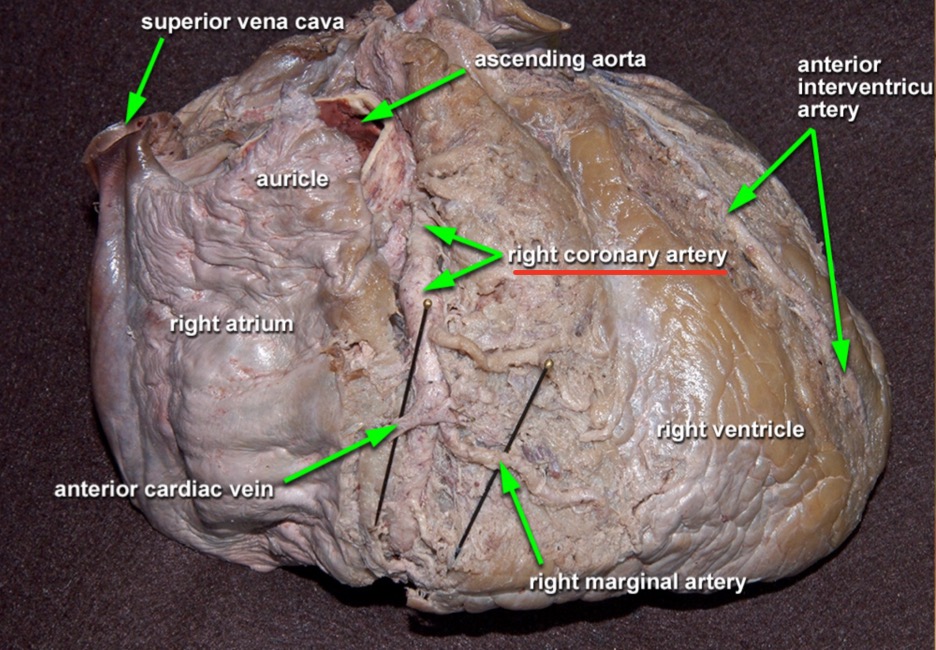 superior vena cava
ascending aorta
anterior
interventricu
artery
auricle
right coronary artery
right atrium
right ventricle
anterior cardiac vein
right marginal artery